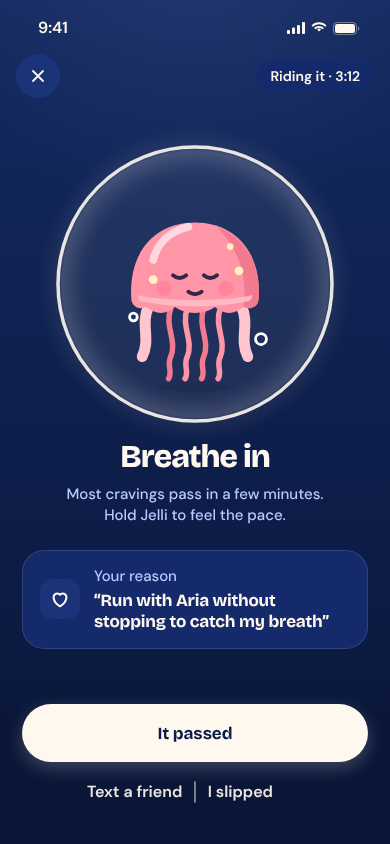 9:41
Riding it · 3:12
Breathe in
Most cravings pass in a few minutes.
Hold Jelli to feel the pace.
Your reason
“Run with Aria without
stopping to catch my breath”
It passed
Text a friend | I slipped